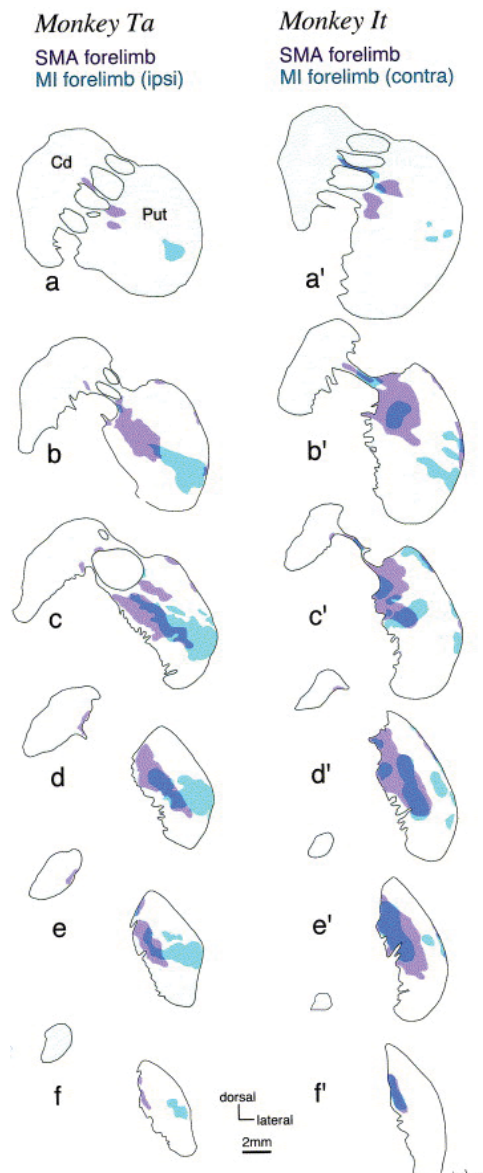 Monkey Ta
SMA forelimb
MI forelimb (ipsi)
Monkey It
SMA forelimb
MI forelimb (contra)
Cd
Put
a
a'
b
b'
c
c'
d
d'
e
e'
f
dorsal
lateral
2mm
f'